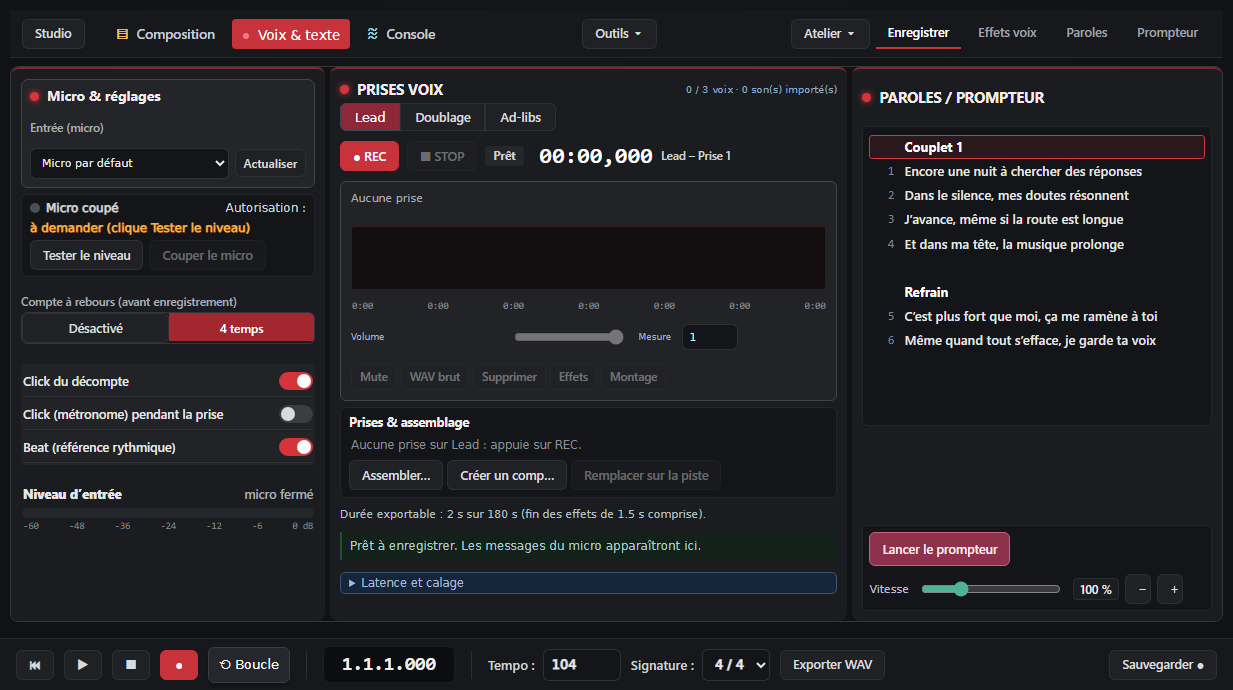 Studio
Composition
Voix & texte
Console
Outils
Atelier
Enregistrer
Effets voix
Paroles
Prompteur
Micro & réglages
Entrée (micro)
Micro par défaut
Actualiser
Micro coupé
Autorisation :
à demander (clique Tester le niveau)
Tester le niveau
Couper le micro
Compte à rebours (avant enregistrement)
Désactivé
4 temps
Click du décompte
Click (métronome) pendant la prise
Beat (référence rythmique)
Niveau d’entrée
micro fermé
-60 -48 -36 -24 -12 -6 0 dB
PRISES VOIX
0 / 3 voix · 0 son(s) importé(s)
Lead
Doublage
Ad-libs
● REC
■ STOP
Prêt
00:00,000
Lead – Prise 1
Aucune prise
0:00 0:00 0:00 0:00 0:00 0:00 0:00
Volume
Mesure
1
Mute
WAV brut
Supprimer
Effets
Montage
Prises & assemblage
Aucune prise sur Lead : appuie sur REC.
Assembler...
Créer un comp...
Remplacer sur la piste
Durée exportable : 2 s sur 180 s (fin des effets de 1.5 s comprise).
Prêt à enregistrer. Les messages du micro apparaîtront ici.
▶ Latence et calage
PAROLES / PROMPTEUR
Couplet 1
1 Encore une nuit à chercher des réponses
2 Dans le silence, mes doutes résonnent
3 J’avance, même si la route est longue
4 Et dans ma tête, la musique prolonge
Refrain
5 C’est plus fort que moi, ça me ramène à toi
6 Même quand tout s’efface, je garde ta voix
Lancer le prompteur
Vitesse
100 %
−
+
⟲ Boucle
1.1.1.000
Tempo :
104
Signature :
4 / 4
Exporter WAV
Sauvegarder ●